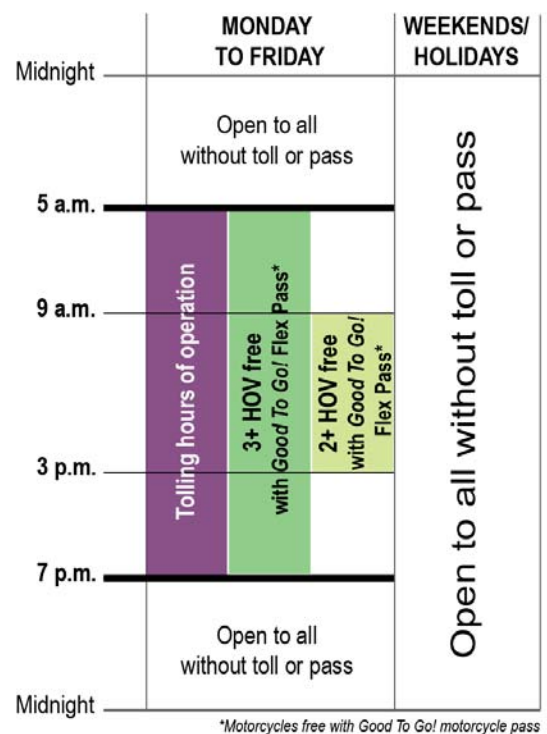 MONDAY
TO FRIDAY
WEEKENDS/
HOLIDAYS
Midnight
Open to all
without toll or pass
5 a.m.
9 a.m.
3 p.m.
7 p.m.
Tolling hours of operation
3+ HOV free
with Good To Go! Flex Pass*
2+ HOV free
with Good To Go!
Flex Pass*
Open to all without toll or pass
Open to all
without toll or pass
Midnight
*Motorcycles free with Good To Go! motorcycle pass